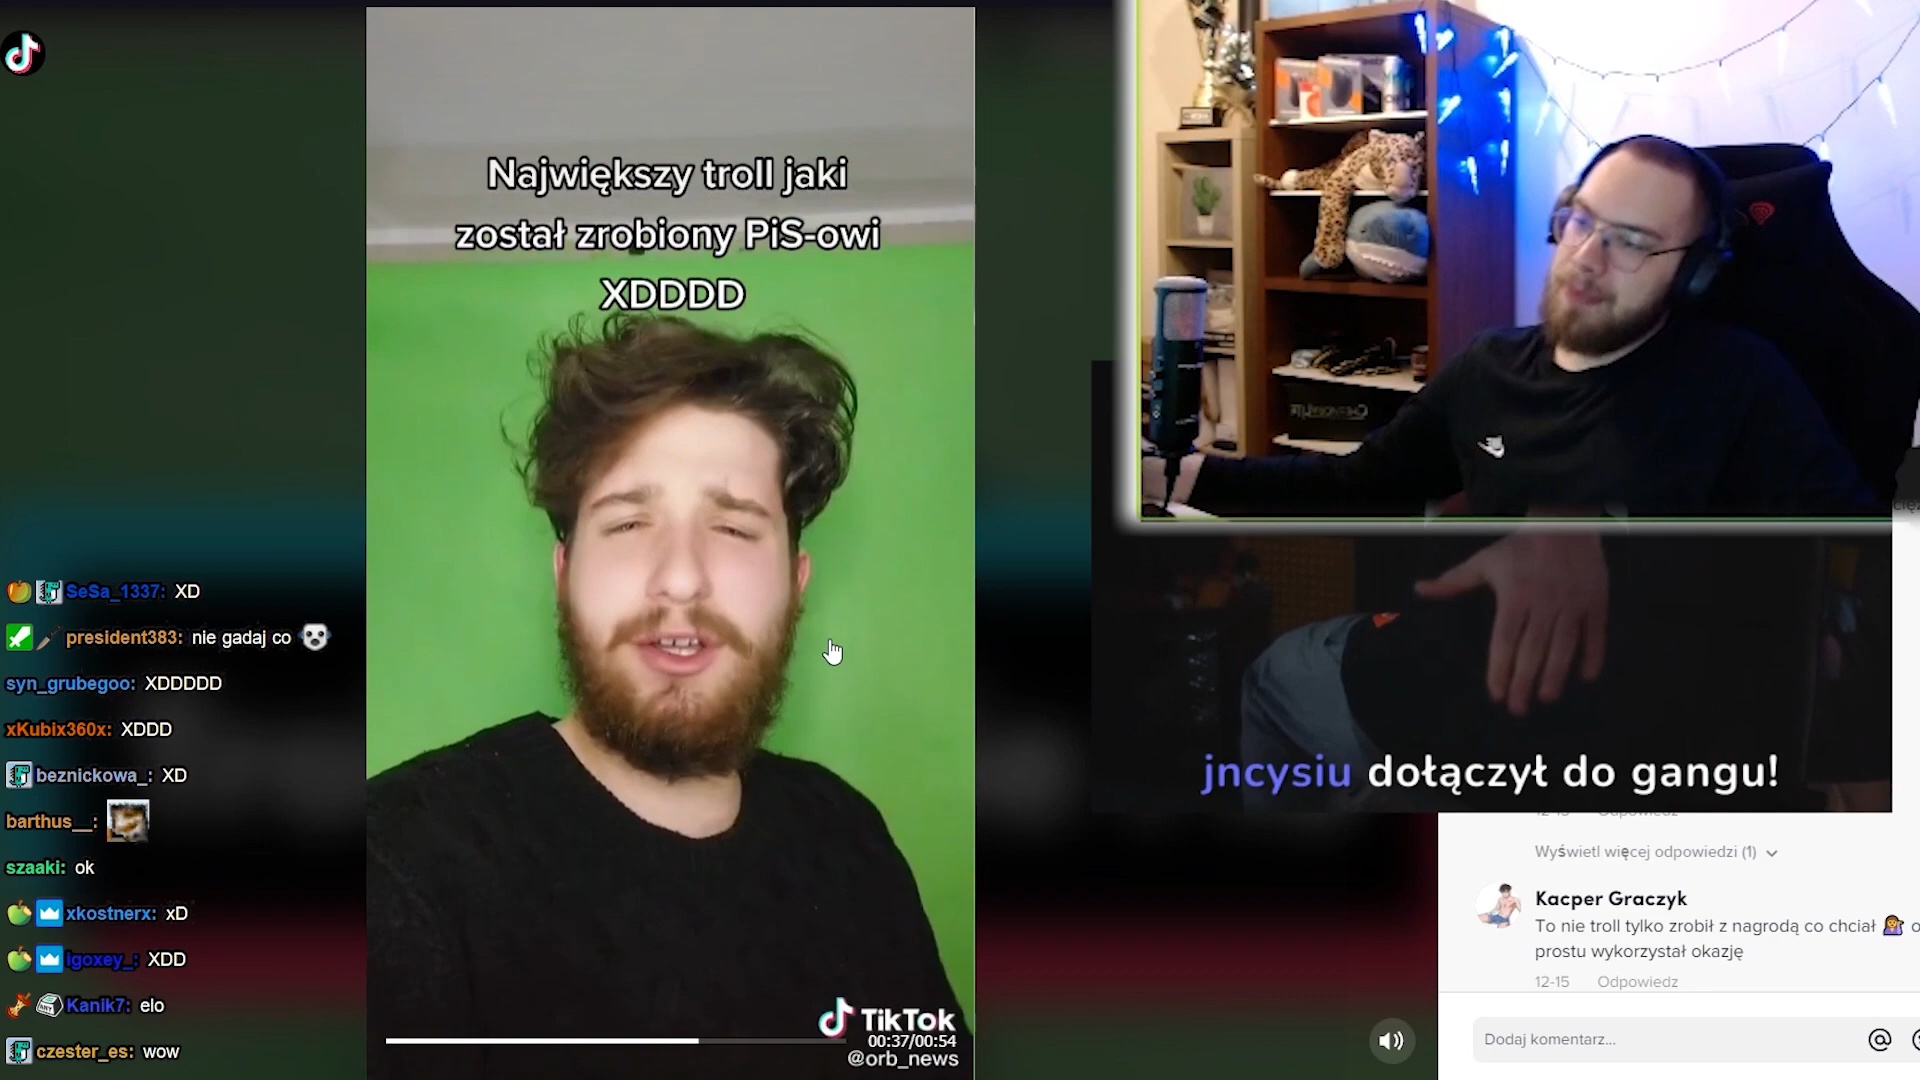 Największy troll jaki
został zrobiony PiS-owi
XDDDD
SeSa_1337: XD
president383: nie gadaj co
syn_grubegoo: XDDDDD
xKubix360x: XDDD
beznickowa_: XD
barthus__:
szaaki: ok
xkostnerx: xD
igoxey_: XDD
Kanik7: elo
czester_es: wow
TikTok
00:37/00:54
@orb_news
jncysiu dołączył do gangu!
12-15 Odpowiedz
Wyświetl więcej odpowiedzi (1)
Kacper Graczyk
To nie troll tylko zrobił z nagrodą co chciał o
prostu wykorzystał okazję
12-15 Odpowiedz
Dodaj komentarz...
@